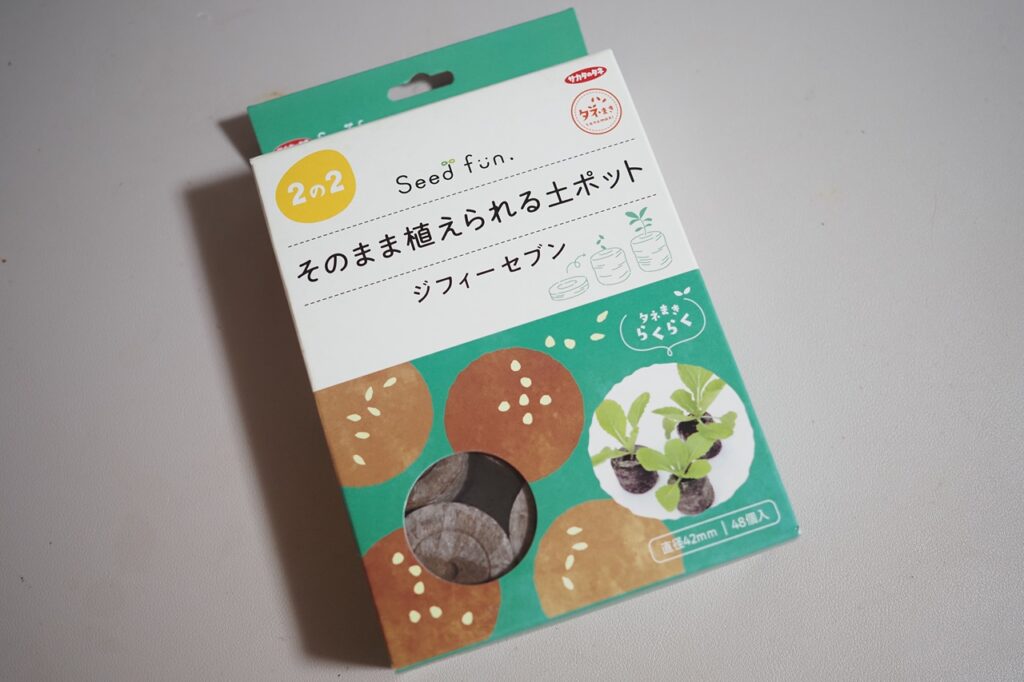 サカタのタネ
タネまき
tanemaki
2の2
Seed fun.
そのまま植えられる土ポット
ジフィーセブン
タネまき
らくらく
直径42mm | 48個入